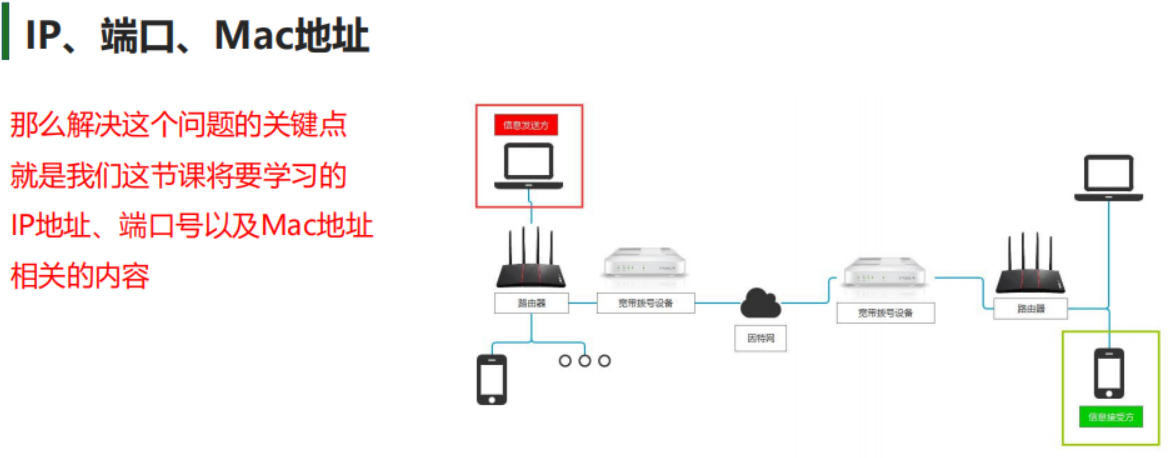 IP、端口、Mac地址
那么解决这个问题的关键点
就是我们这节课将要学习的
IP地址、端口号以及Mac地址
相关的内容
信息发送方
路由器
宽带拨号设备
因特网
宽带拨号设备
路由器
信息接受方